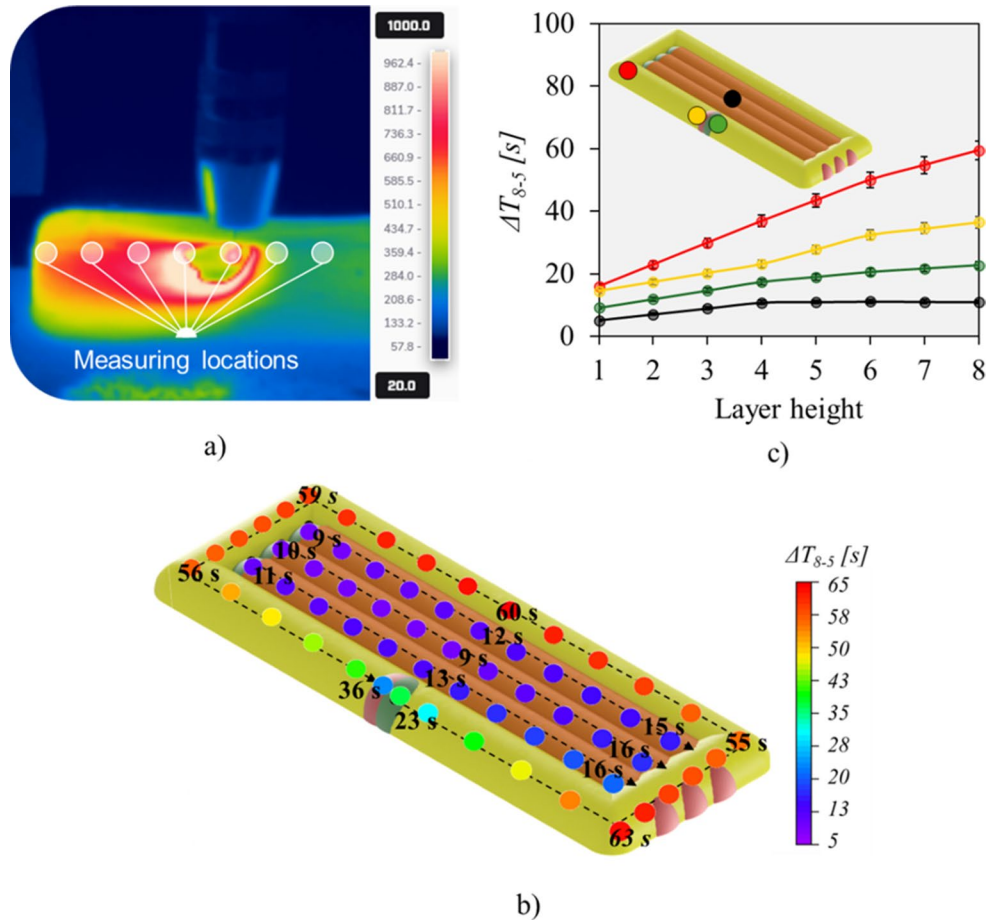 1000.0
962.4
887.0
811.7
736.3
660.9
585.5
510.1
434.7
359.4
284.0
208.6
133.2
57.8
20.0
Measuring locations
a)
ΔT8-5 [s]
100
80
60
40
20
0
1 2 3 4 5 6 7 8
Layer height
c)
59 s
9 s
10 s
11 s
56 s
60 s
12 s
9 s
13 s
36 s
23 s
15 s
16 s
16 s
55 s
63 s
ΔT8-5 [s]
65
58
50
43
35
28
20
13
5
b)